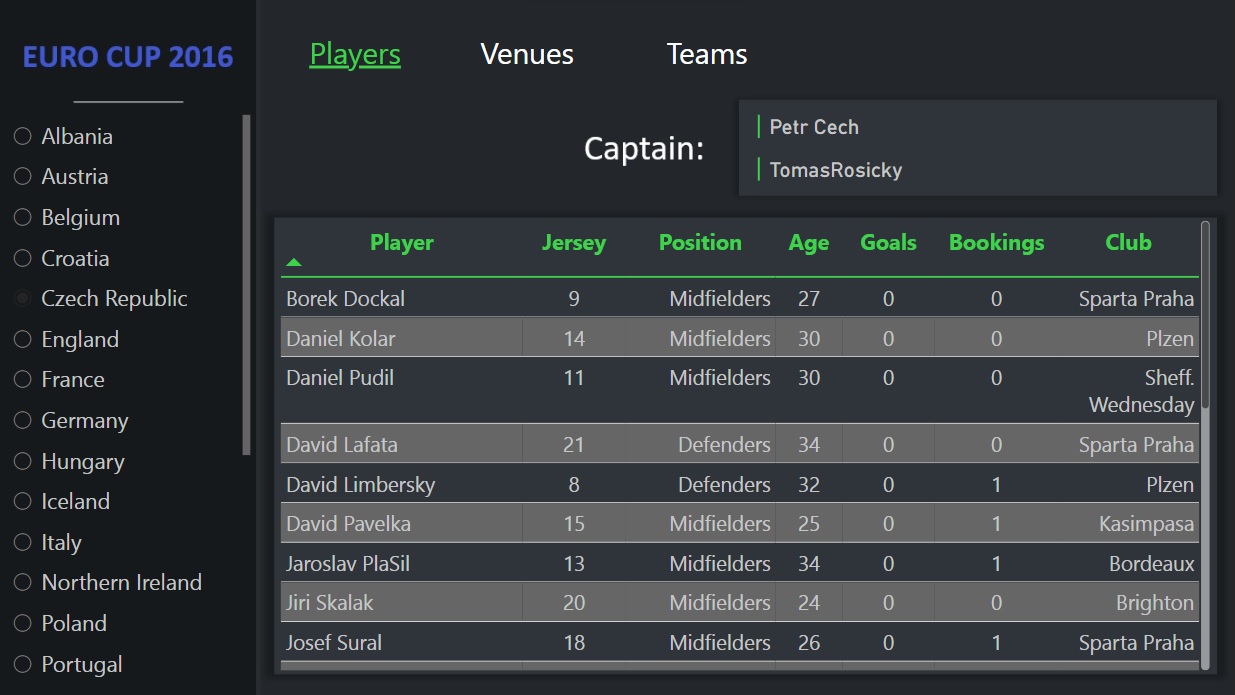 EURO CUP 2016
Albania
Austria
Belgium
Croatia
Czech Republic
England
France
Germany
Hungary
Iceland
Italy
Northern Ireland
Poland
Portugal
Players Venues Teams
Captain:
Petr Cech
TomasRosicky
Player Jersey Position Age Goals Bookings Club
Borek Dockal 9 Midfielders 27 0 0 Sparta Praha
Daniel Kolar 14 Midfielders 30 0 0 Plzen
Daniel Pudil 11 Midfielders 30 0 0 Sheff.
Wednesday
David Lafata 21 Defenders 34 0 0 Sparta Praha
David Limbersky 8 Defenders 32 0 1 Plzen
David Pavelka 15 Midfielders 25 0 1 Kasimpasa
Jaroslav PlaSil 13 Midfielders 34 0 1 Bordeaux
Jiri Skalak 20 Midfielders 24 0 0 Brighton
Josef Sural 18 Midfielders 26 0 1 Sparta Praha